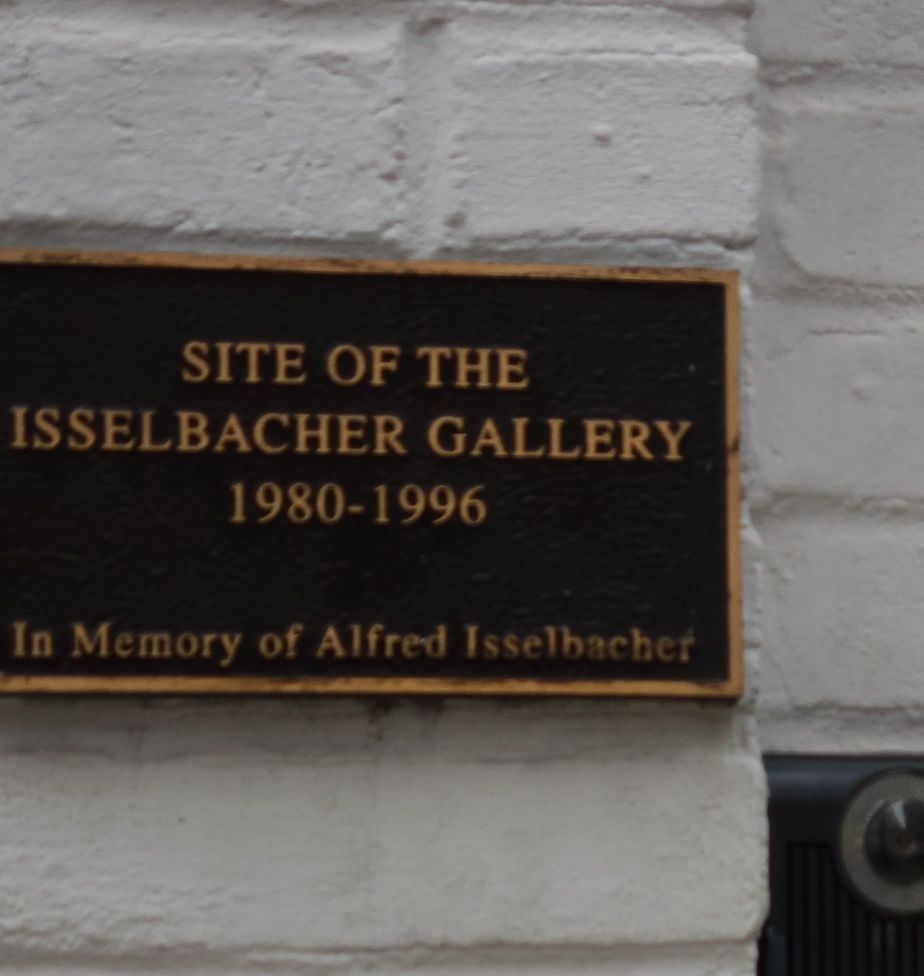 SITE OF THE
ISSELBACHER GALLERY
1980-1996
In Memory of Alfred Isselbacher